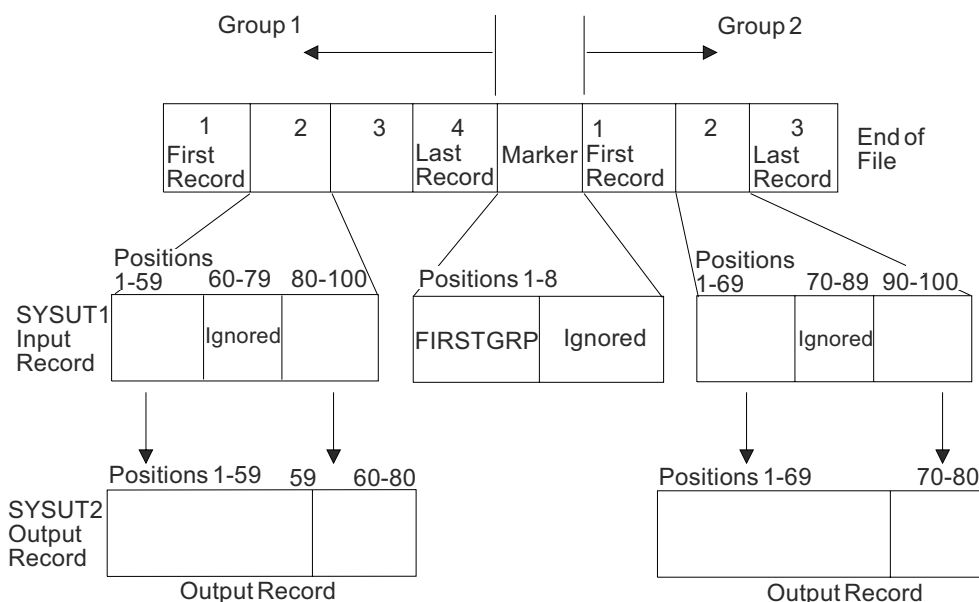 Group 1
Group 2
1 2 3 4 1 2 3
First Record
Last Record
Marker
First Record
Last Record
End of File
Positions 1-59
60-79
80-100
Positions 1-8
Positions 1-69
70-89
90-100
SYSUT1 Input Record
Ignored
FIRSTGRP
Ignored
Ignored
Positions 1-59
59
60-80
Positions 1-69
70-80
SYSUT2 Output Record
Output Record
Output Record